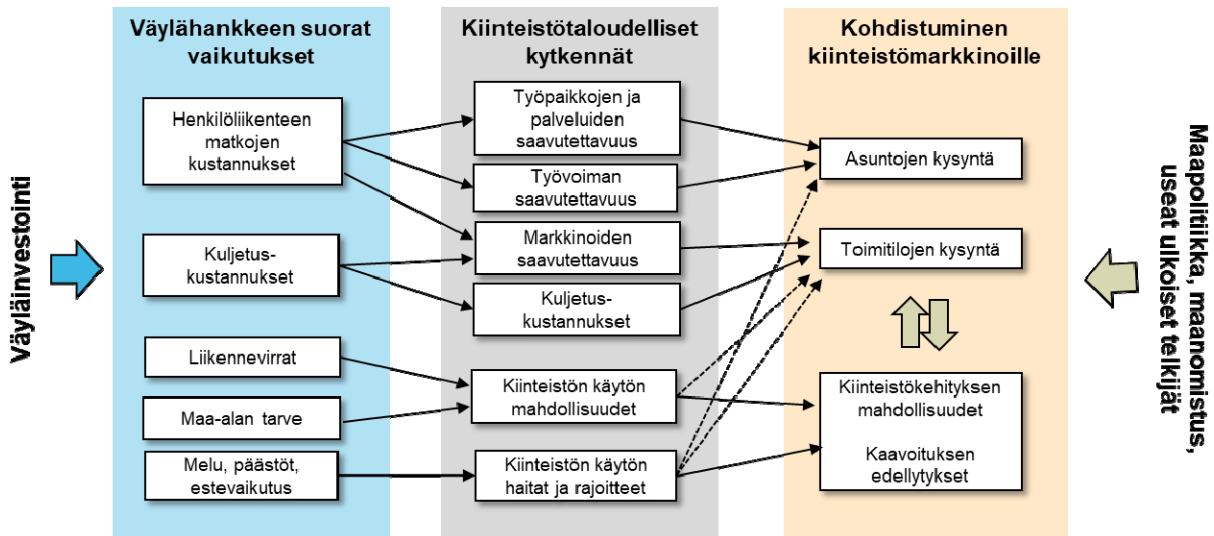 Väyläinvestointi
Väylähankkeen suorat
vaikutukset
Henkilöliikenteen
matkojen
kustannukset
Kuljetus-
kustannukset
Liikennevirrat
Maa-alan tarve
Melu, päästöt,
estevaikutus
Kiinteistötaloudelliset
kytkennät
Työpaikkojen ja
palveluiden
saavutettavuus
Työvoiman
saavutettavuus
Markkinoiden
saavutettavuus
Kuljetus-
kustannukset
Kiinteistön käytön
mahdollisuudet
Kiinteistön käytön
haitat ja rajoitteet
Kohdistuminen
kiinteistömarkkinoille
Asuntojen kysyntä
Toimitilojen kysyntä
Kiinteistökehityksen
mahdollisuudet
Kaavoituksen
edellytykset
Maapolitiikka, maanomistus,
useat ulkoiset telkijät